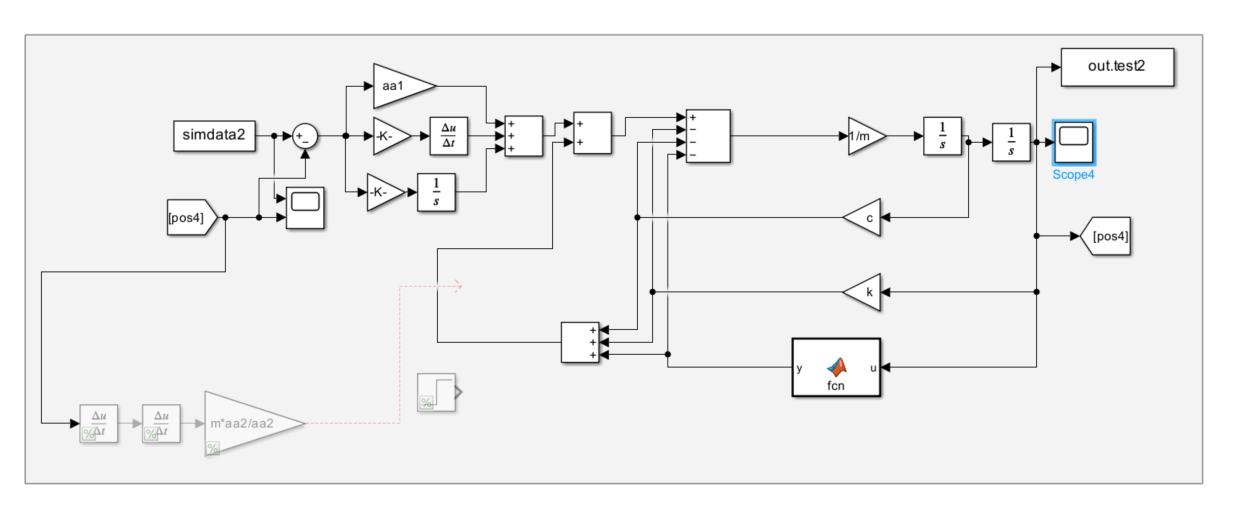 out.test2
aa1
simdata2
+
−
-K-
Δu
Δt
+
+
+
+
+
+
−
−
−
1/m
1
s
1
s
Scope4
-K-
1
s
[pos4]
c
[pos4]
k
+
+
+
y
fcn
u
Δu
Δt
%
Δu
Δt
%
m*aa2/aa2
%
%